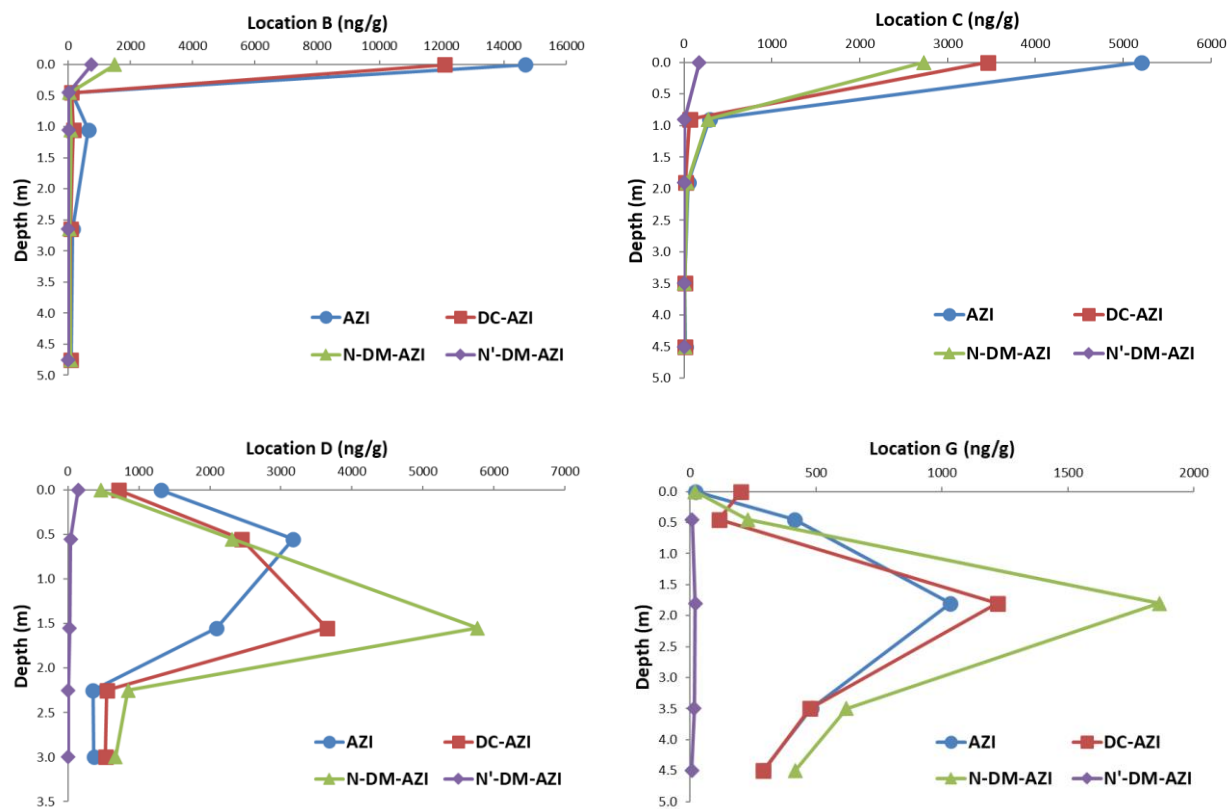 Location B (ng/g)
0 2000 4000 6000 8000 10000 12000 14000 16000
Depth (m)
0.0
0.5
1.0
1.5
2.0
2.5
3.0
3.5
4.0
4.5
5.0
AZI DC-AZI
N-DM-AZI N'-DM-AZI
Location C (ng/g)
0 1000 2000 3000 4000 5000 6000
Depth (m)
0.0
0.5
1.0
1.5
2.0
2.5
3.0
3.5
4.0
4.5
5.0
AZI DC-AZI
N-DM-AZI N'-DM-AZI
Location D (ng/g)
0 1000 2000 3000 4000 5000 6000 7000
Depth (m)
0.0
0.5
1.0
1.5
2.0
2.5
3.0
3.5
AZI DC-AZI
N-DM-AZI N'-DM-AZI
Location G (ng/g)
0 500 1000 1500 2000
Depth (m)
0.0
0.5
1.0
1.5
2.0
2.5
3.0
3.5
4.0
4.5
5.0
AZI DC-AZI
N-DM-AZI N'-DM-AZI